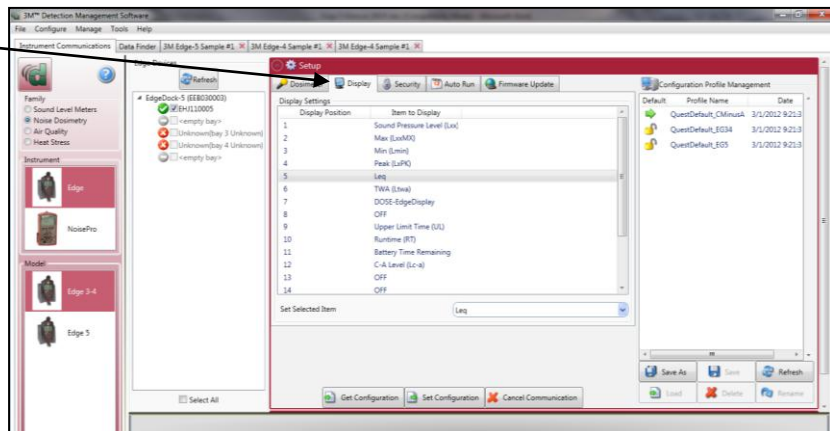 3M™ Detection Management Software
File Configure Manage Tools Help
Instrument Communications Data Finder 3M Edge-5 Sample #1 3M Edge-4 Sample #1 3M Edge-4 Sample #1
Edge Devices
Refresh
EdgeDock-5 (EEB030003)
EHJ110005
<empty bay>
Unknown(bay 3 Unknown)
Unknown(bay 4 Unknown)
<empty bay>
Select All
Family
Sound Level Meters
Noise Dosimetry
Air Quality
Heat Stress
Instrument
Edge
NoisePro
Model
Edge 3-4
Edge 5
Setup
Display Security Auto Run Firmware Update
Display Settings
Display Position Item to Display
1 Sound Pressure Level (Lxx)
2 Max (LxxMX)
3 Min (Lmin)
4 Peak (LxPK)
5 Leq
6 TWA (Ltwa)
7 DOSE-EdgeDisplay
8 OFF
9 Upper Limit Time (UL)
10 Runtime (RT)
11 Battery Time Remaining
12 C-A Level (Lc-a)
13 OFF
14 OFF
Set Selected Item Leq
Get Configuration Set Configuration Cancel Communication
Configuration Profile Management
Default Profile Name Date
QuestDefault_CMinusA 3/1/2012 9:21:3
QuestDefault_EG34 3/1/2012 9:21:3
QuestDefault_EG5 3/1/2012 9:21:3
Save As Save Refresh
Load Delete Rename